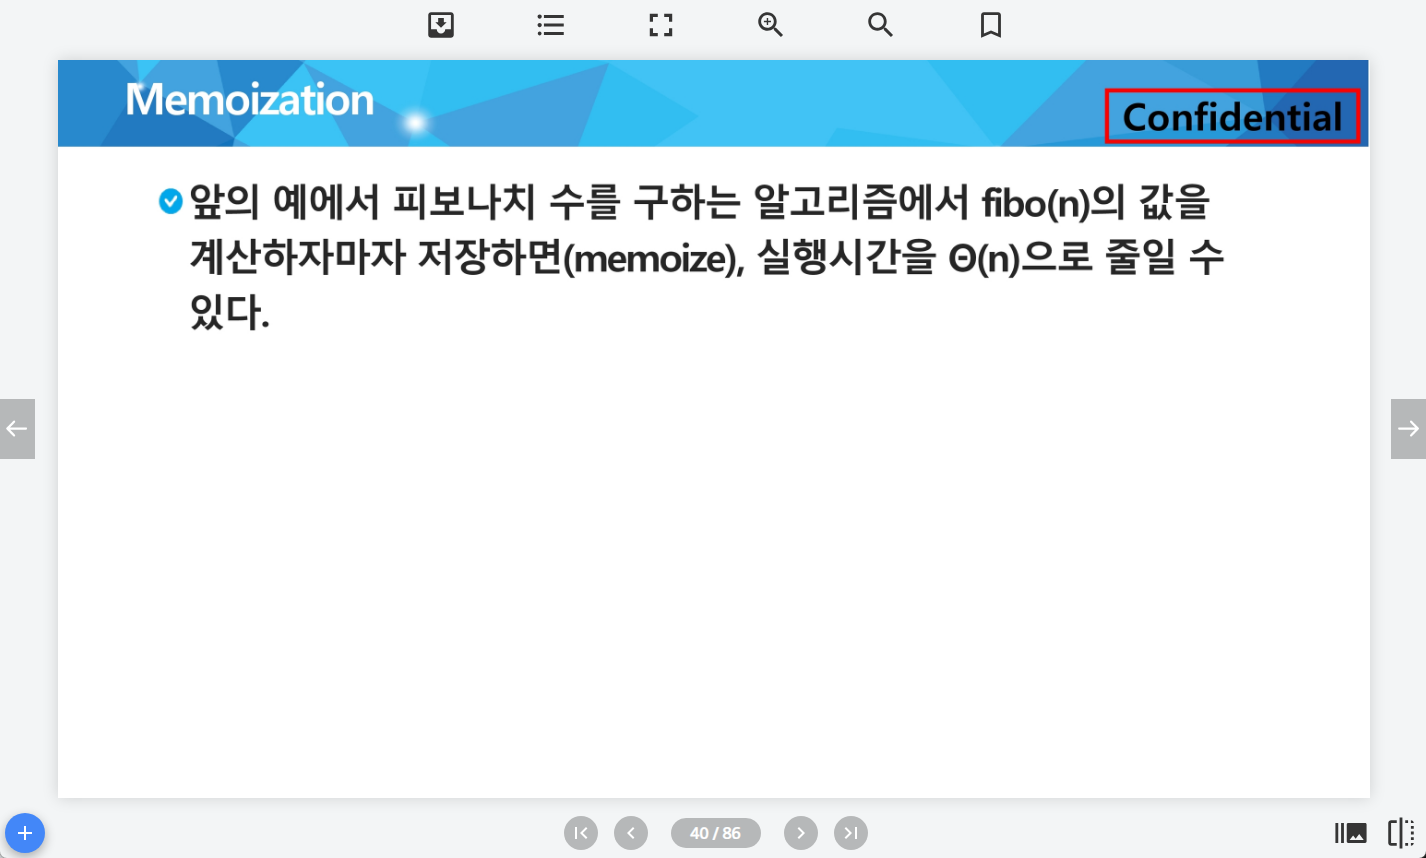 Memoization
Confidential
앞의 예에서 피보나치 수를 구하는 알고리즘에서 fibo(n)의 값을
계산하자마자 저장하면(memoize), 실행시간을 Θ(n)으로 줄일 수
있다.
40 / 86